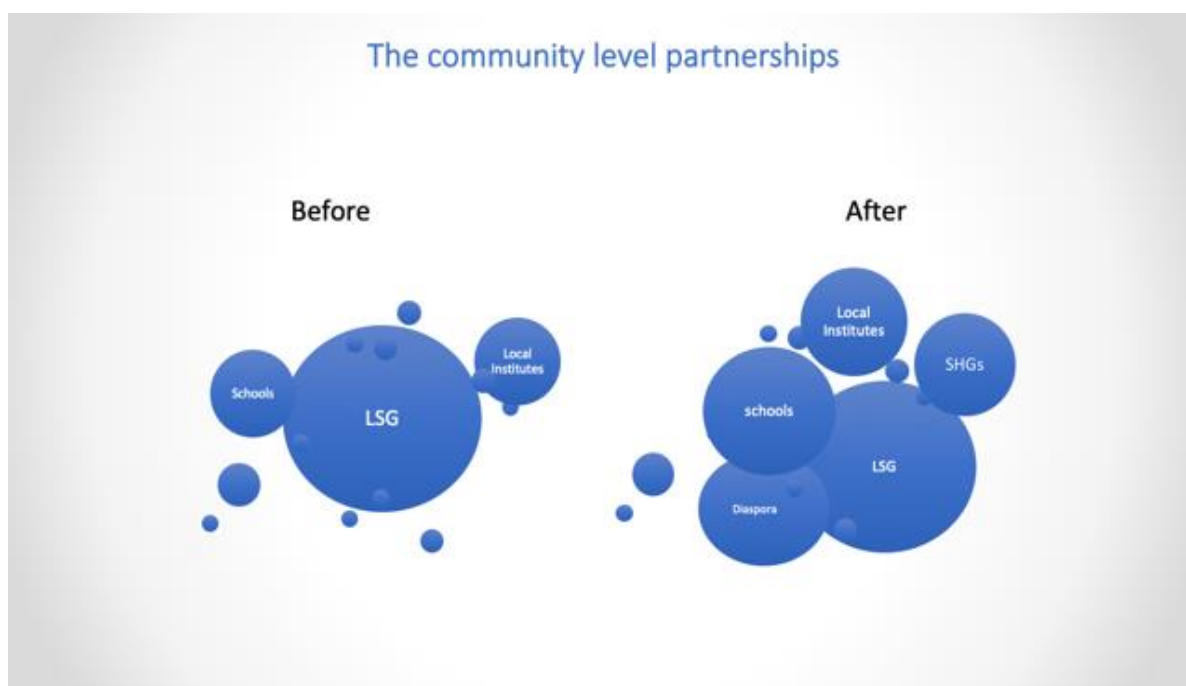 The community level partnerships
Before
After
Schools
LSG
Local
Institutes
Local
Institutes
SHGs
schools
LSG
Diaspora